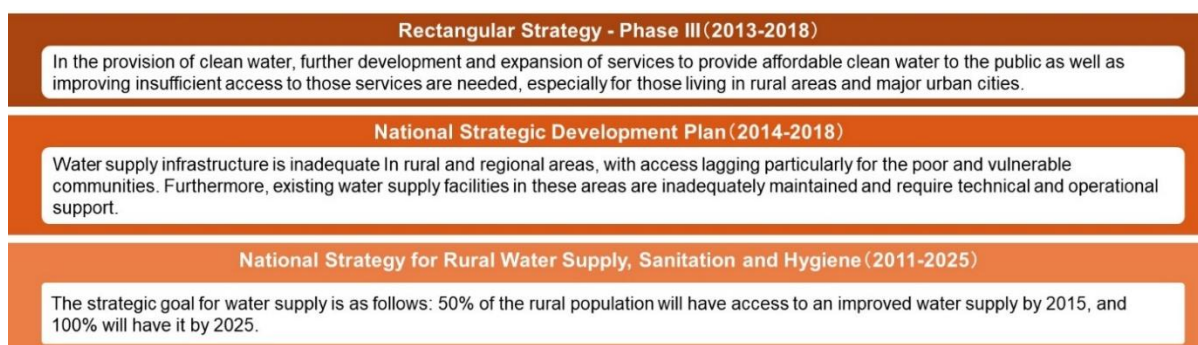 Rectangular Strategy - Phase III(2013-2018)
In the provision of clean water, further development and expansion of services to provide affordable clean water to the public as well as
improving insufficient access to those services are needed, especially for those living in rural areas and major urban cities.
National Strategic Development Plan(2014-2018)
Water supply infrastructure is inadequate In rural and regional areas, with access lagging particularly for the poor and vulnerable
communities. Furthermore, existing water supply facilities in these areas are inadequately maintained and require technical and operational
support.
National Strategy for Rural Water Supply, Sanitation and Hygiene(2011-2025)
The strategic goal for water supply is as follows: 50% of the rural population will have access to an improved water supply by 2015, and
100% will have it by 2025.